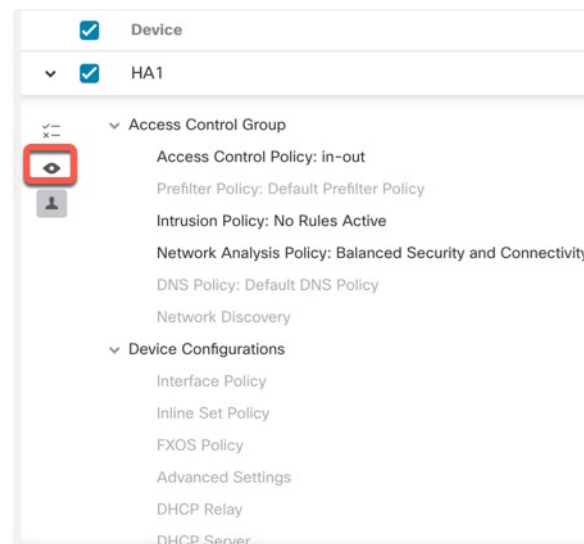 Device
HA1
Access Control Group
Access Control Policy: in-out
Prefilter Policy: Default Prefilter Policy
Intrusion Policy: No Rules Active
Network Analysis Policy: Balanced Security and Connectivity
DNS Policy: Default DNS Policy
Network Discovery
Device Configurations
Interface Policy
Inline Set Policy
FXOS Policy
Advanced Settings
DHCP Relay
DHCP Server